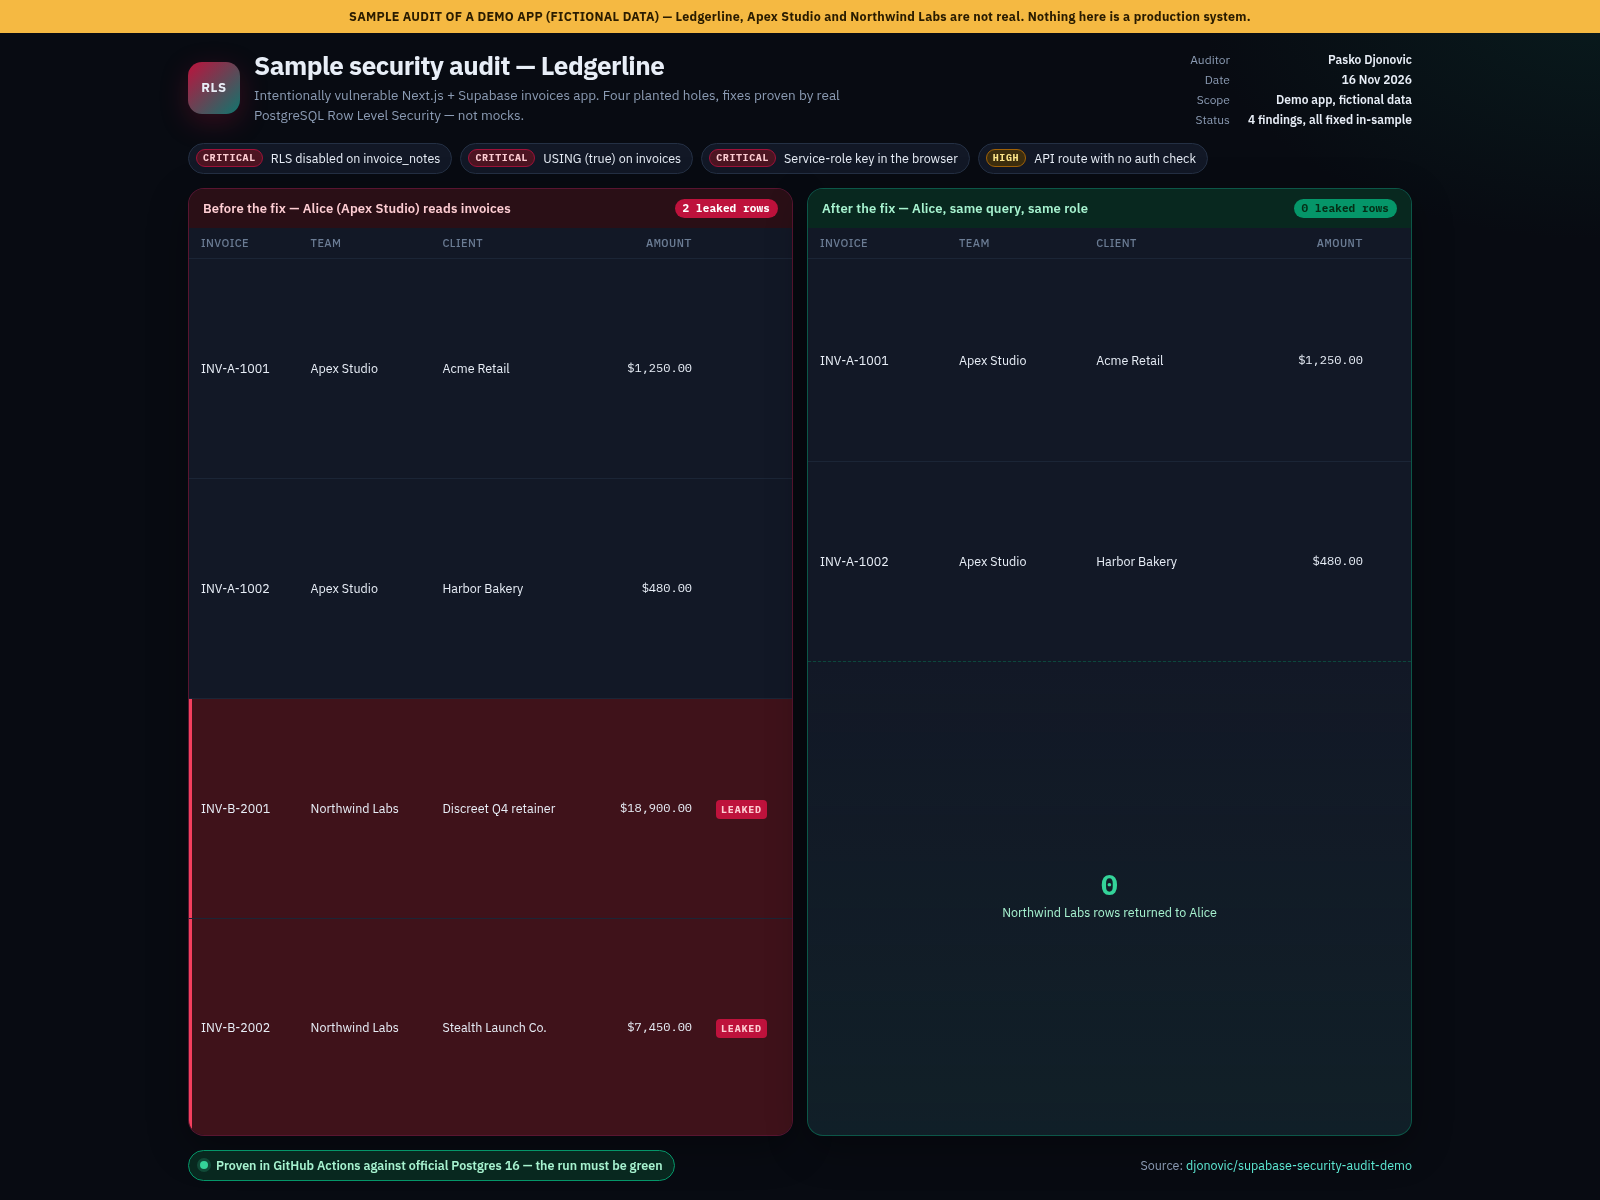 SAMPLE AUDIT OF A DEMO APP (FICTIONAL DATA) — Ledgerline, Apex Studio and Northwind Labs are not real. Nothing here is a production system.
RLS
Sample security audit — Ledgerline
Intentionally vulnerable Next.js + Supabase invoices app. Four planted holes, fixes proven by real
PostgreSQL Row Level Security — not mocks.
Auditor Pasko Djonovic
Date 16 Nov 2026
Scope Demo app, fictional data
Status 4 findings, all fixed in-sample
CRITICAL RLS disabled on invoice_notes
CRITICAL USING (true) on invoices
CRITICAL Service-role key in the browser
HIGH API route with no auth check
Before the fix — Alice (Apex Studio) reads invoices 2 leaked rows
INVOICE TEAM CLIENT AMOUNT
INV-A-1001 Apex Studio Acme Retail $1,250.00
INV-A-1002 Apex Studio Harbor Bakery $480.00
INV-B-2001 Northwind Labs Discreet Q4 retainer $18,900.00 LEAKED
INV-B-2002 Northwind Labs Stealth Launch Co. $7,450.00 LEAKED
After the fix — Alice, same query, same role 0 leaked rows
INVOICE TEAM CLIENT AMOUNT
INV-A-1001 Apex Studio Acme Retail $1,250.00
INV-A-1002 Apex Studio Harbor Bakery $480.00
0
Northwind Labs rows returned to Alice
Proven in GitHub Actions against official Postgres 16 — the run must be green
Source: djonovic/supabase-security-audit-demo